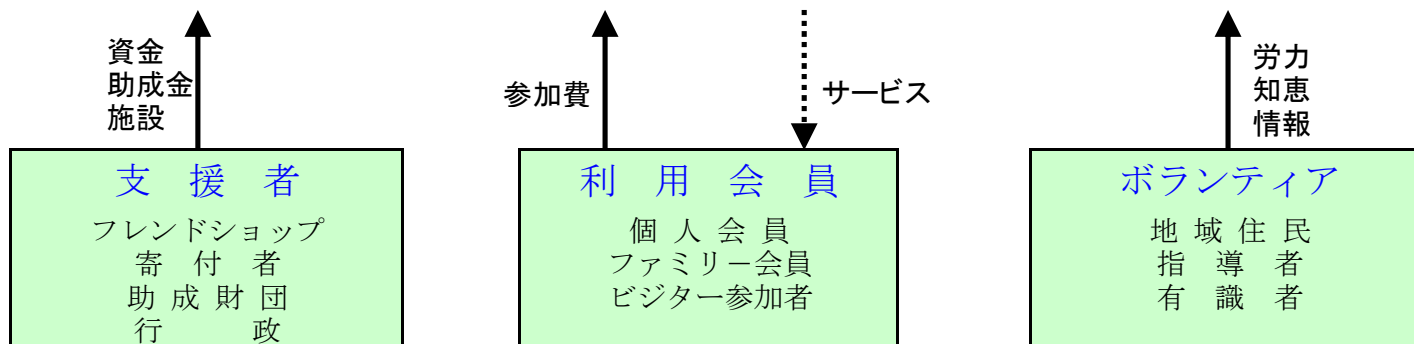 資金
助成金
施設
参加費
サービス
労力
知恵
情報
支援者
フレンドショップ
寄付者
助成財団
行政
利用会員
個人会員
ファミリー会員
ビジター参加者
ボランティア
地域住民
指導者
有識者